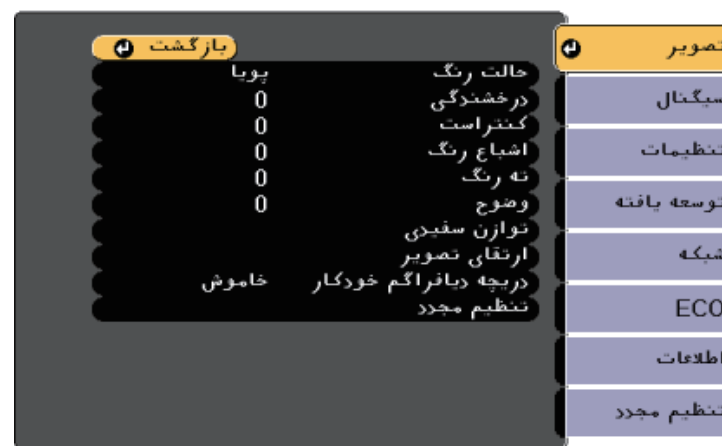 تصویر
سیگنال
تنظیمات
توسعه یافته
شبکه
ECO
اطلاعات
تنظیم مجدد
بازگشت
حالت رنگ پویا
درخشندگی 0
کنتراست 0
اشباع رنگ 0
ته رنگ 0
وضوح 0
توازن سفیدی
ارتقای تصویر
دریچه دیافراگم خودکار خاموش
تنظیم مجدد